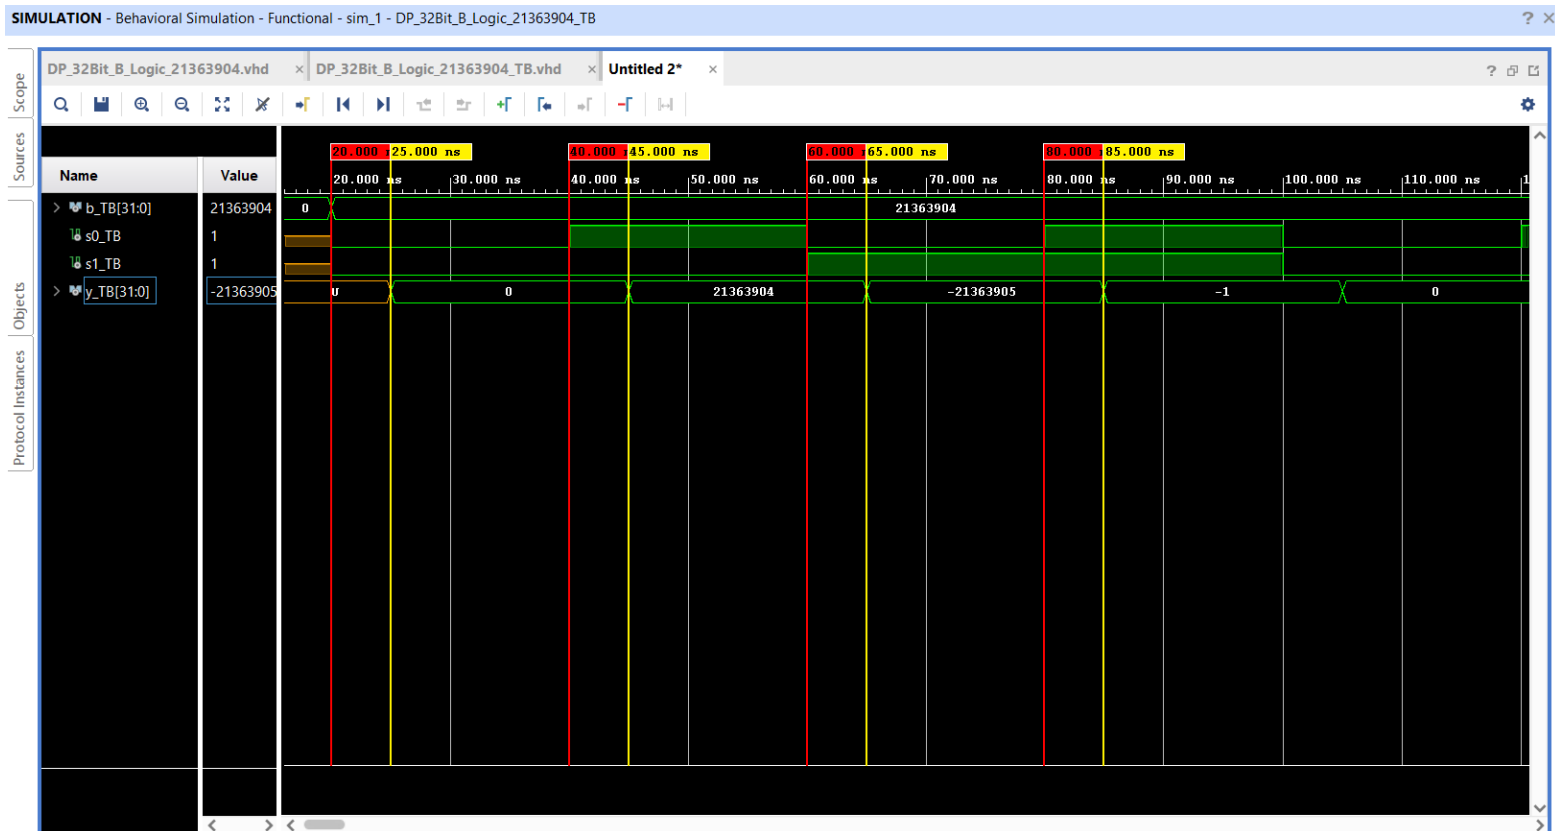 SIMULATION - Behavioral Simulation - Functional - sim_1 - DP_32Bit_B_Logic_21363904_TB
Scope
Sources
Objects
Protocol Instances
DP_32Bit_B_Logic_21363904.vhd
DP_32Bit_B_Logic_21363904_TB.vhd
Untitled 2*
Name Value
b_TB[31:0] 21363904
s0_TB 1
s1_TB 1
y_TB[31:0] -21363905
20.000 25.000 ns 40.000 45.000 ns 60.000 65.000 ns 80.000 85.000 ns
20.000 ns 30.000 ns 40.000 ns 50.000 ns 60.000 ns 70.000 ns 80.000 ns 90.000 ns 100.000 ns 110.000 ns
0 21363904
U 0 21363904 -21363905 -1 0